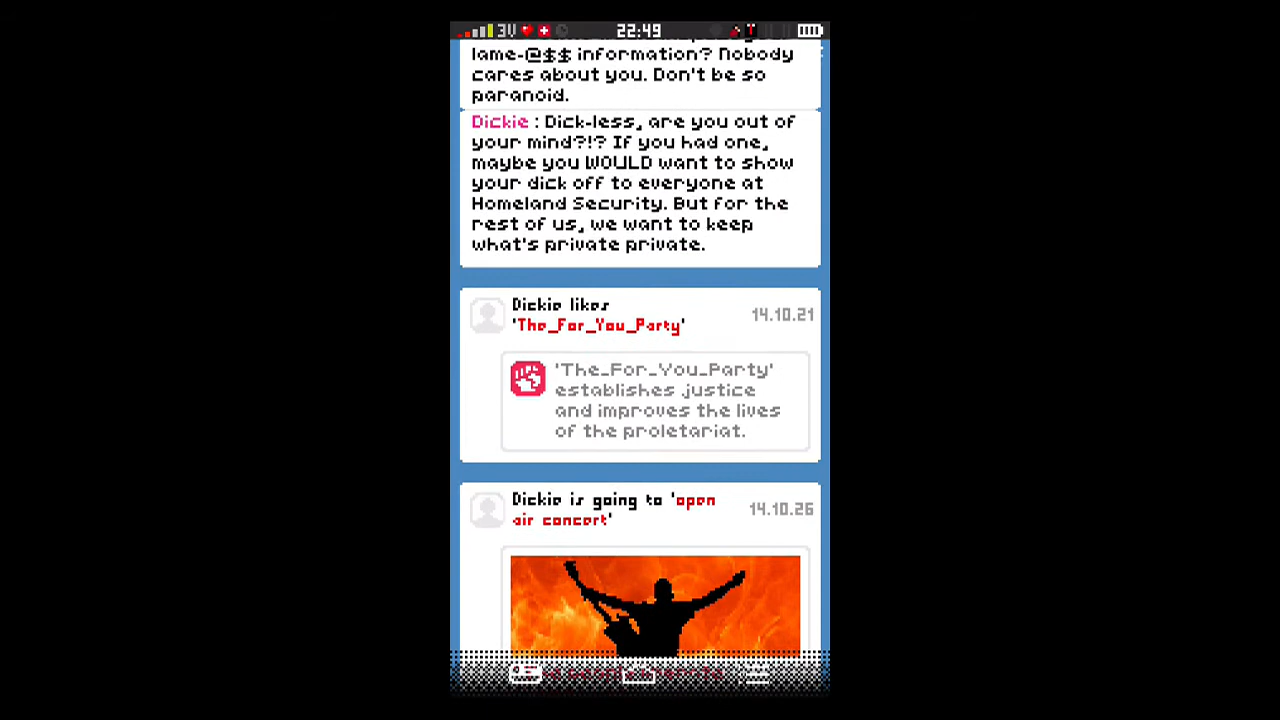 3V 22:49
lame-@$$ information? Nobody
cares about you. Don't be so
paranoid.
Dickie : Dick-less, are you out of
your mind?!? If you had one,
maybe you WOULD want to show
your dick off to everyone at
Homeland Security. But for the
rest of us, we want to keep
what's private private.
Dickie likes
'The_For_You_Party'
14.10.21
'The_For_You_Party'
establishes justice
and improves the lives
of the proletariat.
Dickie is going to 'open
air concert'
14.10.26